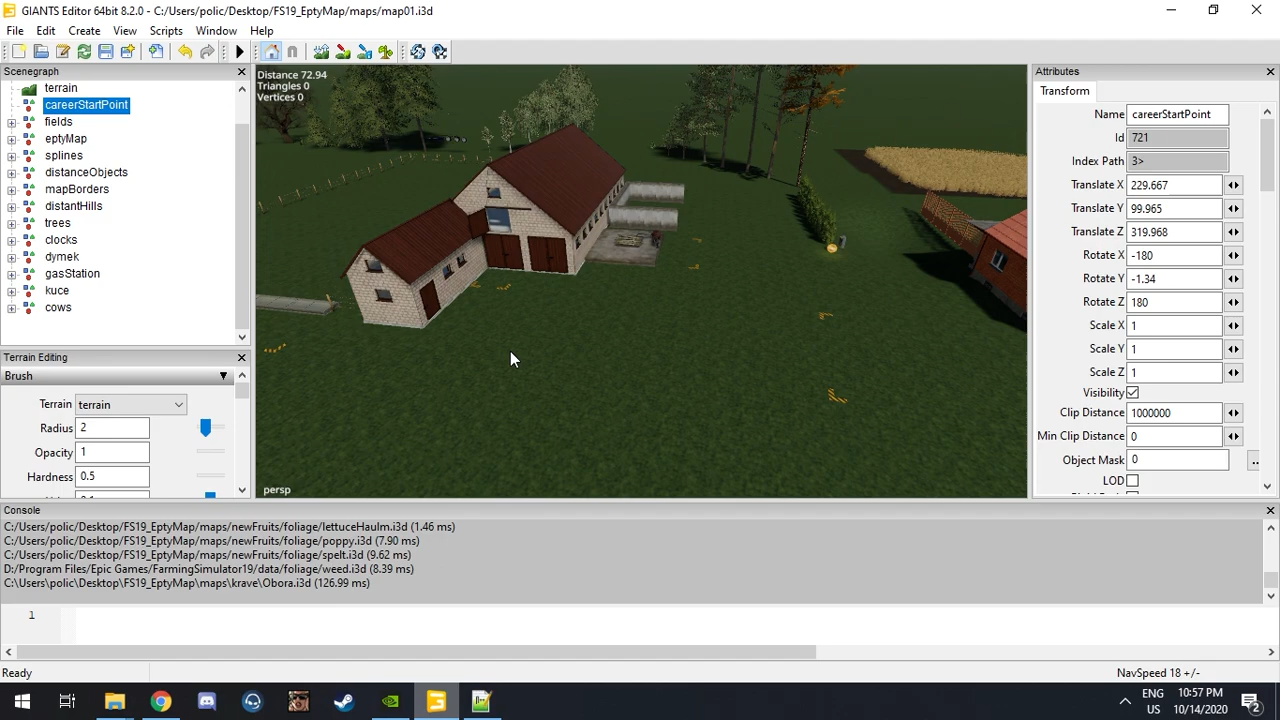 GIANTS Editor 64bit 8.2.0 - C:/Users/polic/Desktop/FS19_EptyMap/maps/map01.i3d
File Edit Create View Scripts Window Help
Scenegraph
terrain
careerStartPoint
fields
eptyMap
splines
distanceObjects
mapBorders
distantHills
trees
clocks
dymek
gasStation
kuce
cows
Terrain Editing
Brush
Terrain terrain
Radius 2
Opacity 1
Hardness 0.5
Distance 72.94
Triangles 0
Vertices 0
persp
Attributes
Transform
Name careerStartPoint
Id 721
Index Path 3>
Translate X 229.667
Translate Y 99.965
Translate Z 319.968
Rotate X -180
Rotate Y -1.34
Rotate Z 180
Scale X 1
Scale Y 1
Scale Z 1
Visibility
Clip Distance 1000000
Min Clip Distance 0
Object Mask 0
...
LOD
Console
C:/Users/polic/Desktop/FS19_EptyMap/maps/newFruits/foliage/lettuceHaulm.i3d (1.46 ms)
C:/Users/polic/Desktop/FS19_EptyMap/maps/newFruits/foliage/poppy.i3d (7.90 ms)
C:/Users/polic/Desktop/FS19_EptyMap/maps/newFruits/foliage/spelt.i3d (9.62 ms)
D:/Program Files/Epic Games/FarmingSimulator19/data/foliage/weed.i3d (8.39 ms)
C:\Users\polic\Desktop\FS19_EptyMap\maps\krave\Obora.i3d (126.99 ms)
1
Ready
NavSpeed 18 +/-
ENG
US
10:57 PM
10/14/2020
2